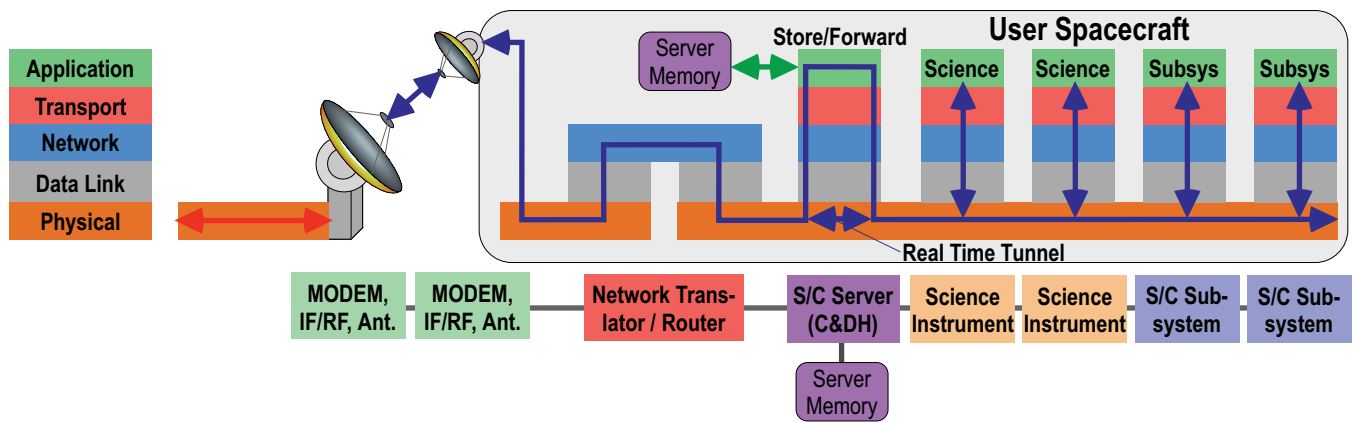 User Spacecraft
Store/Forward
Server
Memory
Application
Transport
Network
Data Link
Physical
Science
Science
Subsys
Subsys
Real Time Tunnel
MODEM,
IF/RF, Ant.
MODEM,
IF/RF, Ant.
Network Trans-
lator / Router
S/C Server
(C&DH)
Science
Instrument
Science
Instrument
S/C Sub-
system
S/C Sub-
system
Server
Memory